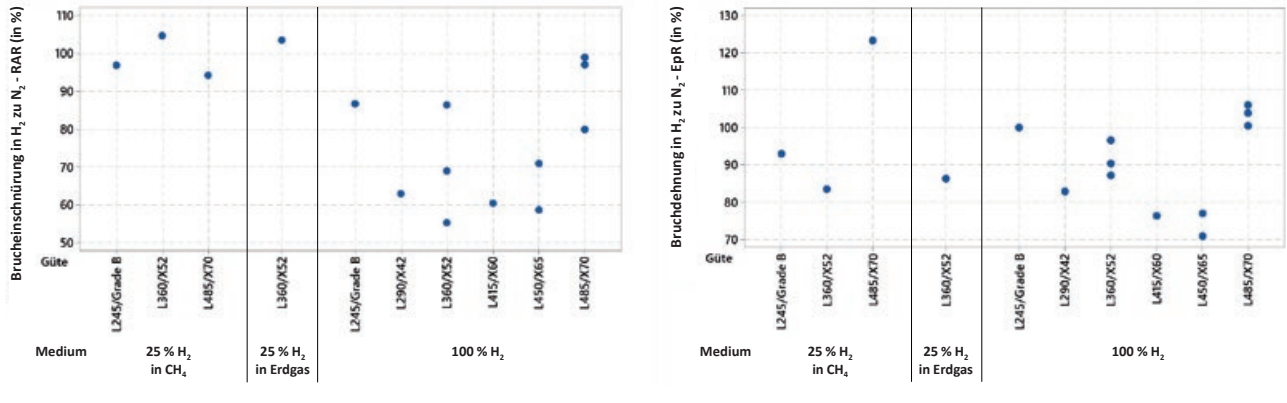 Brucheinschnürung in H₂ zu N₂ - RAR (in %)
110
100
90
80
70
60
50
Güte
L245/Grade B
L360/X52
L485/X70
L360/X52
L245/Grade B
L290/X42
L360/X52
L415/X60
L450/X65
L485/X70
Medium
25 % H₂
in CH₄
25 % H₂
in Erdgas
100 % H₂
Bruchdehnung in H₂ zu N₂ - EpR (in %)
130
120
110
100
90
80
70
Güte
L245/Grade B
L360/X52
L485/X70
L360/X52
L245/Grade B
L290/X42
L360/X52
L415/X60
L450/X65
L485/X70
Medium
25 % H₂
in CH₄
25 % H₂
in Erdgas
100 % H₂